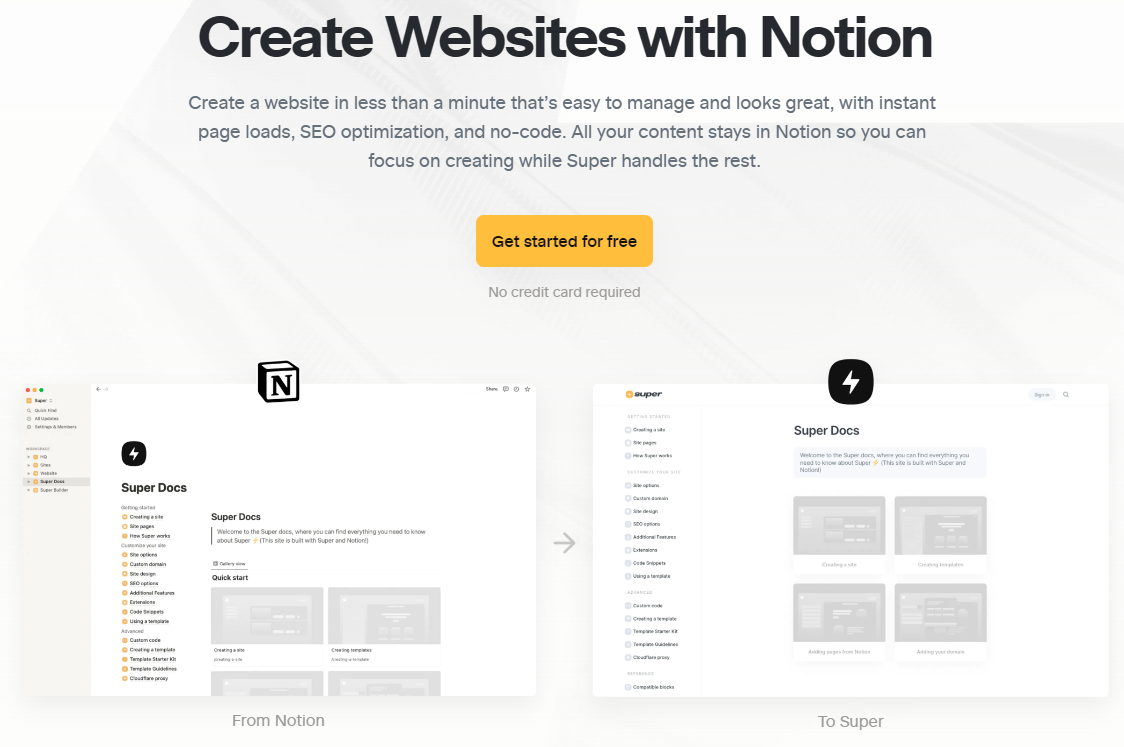 Create Websites with Notion
Create a website in less than a minute that's easy to manage and looks great, with instant
page loads, SEO optimization, and no-code. All your content stays in Notion so you can
focus on creating while Super handles the rest.
Get started for free
No credit card required
N
Super
Quick Find
All Updates
Settings & Members
WORKSPACE
HQ
Sites
Website
Super Docs
Super Builder
Share
Super Docs
Getting started
Creating a site
Site pages
How Super works
Customize your site
Site options
Custom domain
Site design
SEO options
Additional Features
Extensions
Code Snippets
Using a template
Advanced
Custom code
Creating a template
Template Starter Kit
Template Guidelines
Cloudflare proxy
Super Docs
Welcome to the Super docs, where you can find everything you need to know
about Super ⚡ (This site is built with Super and Notion!)
Gallery view
Quick start
Creating a site
/creating-a-site
Creating templates
/creating-a-template
From Notion
super
Sign in
GETTING STARTED
Creating a site
Site pages
How Super works
CUSTOMIZE YOUR SITE
Site options
Custom domain
Site design
SEO options
Additional Features
Extensions
Code Snippets
Using a template
ADVANCED
Custom code
Creating a template
Template Starter Kit
Template Guidelines
Cloudflare proxy
REFERENCE
Compatible blocks
Super Docs
Welcome to the Super docs, where you can find everything you
need to know about Super ⚡ (This site is built with Super and
Notion!)
Creating a site
Creating templates
Adding pages from Notion
Adding your domain
To Super